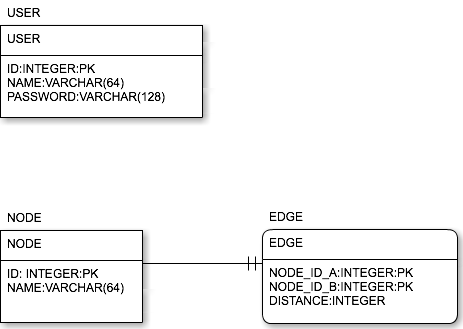 USER
USER
ID:INTEGER:PK
NAME:VARCHAR(64)
PASSWORD:VARCHAR(128)
NODE
NODE
ID: INTEGER:PK
NAME:VARCHAR(64)
EDGE
EDGE
NODE_ID_A:INTEGER:PK
NODE_ID_B:INTEGER:PK
DISTANCE:INTEGER